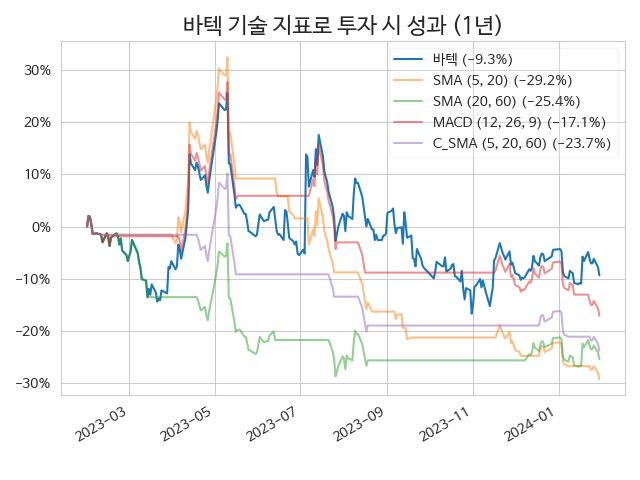 바텍 기술 지표로 투자 시 성과 (1년)
바텍 (−9.3%)
SMA (5, 20) (−29.2%)
SMA (20, 60) (−25.4%)
MACD (12, 26, 9) (−17.1%)
C_SMA (5, 20, 60) (−23.7%)
30%
20%
10%
0%
−10%
−20%
−30%
2023−03
2023−05
2023−07
2023−09
2023−11
2024−01